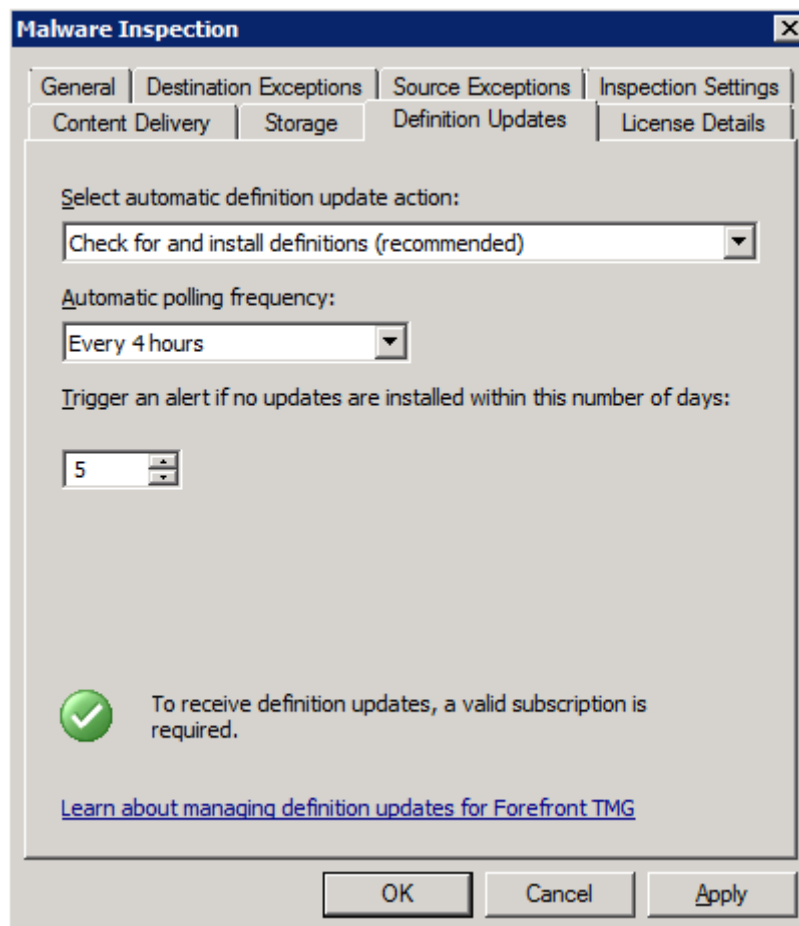 Malware Inspection
General
Destination Exceptions
Source Exceptions
Inspection Settings
Content Delivery
Storage
Definition Updates
License Details
Select automatic definition update action:
Check for and install definitions (recommended)
Automatic polling frequency:
Every 4 hours
Trigger an alert if no updates are installed within this number of days:
5
To receive definition updates, a valid subscription is
required.
Learn about managing definition updates for Forefront TMG
OK
Cancel
Apply